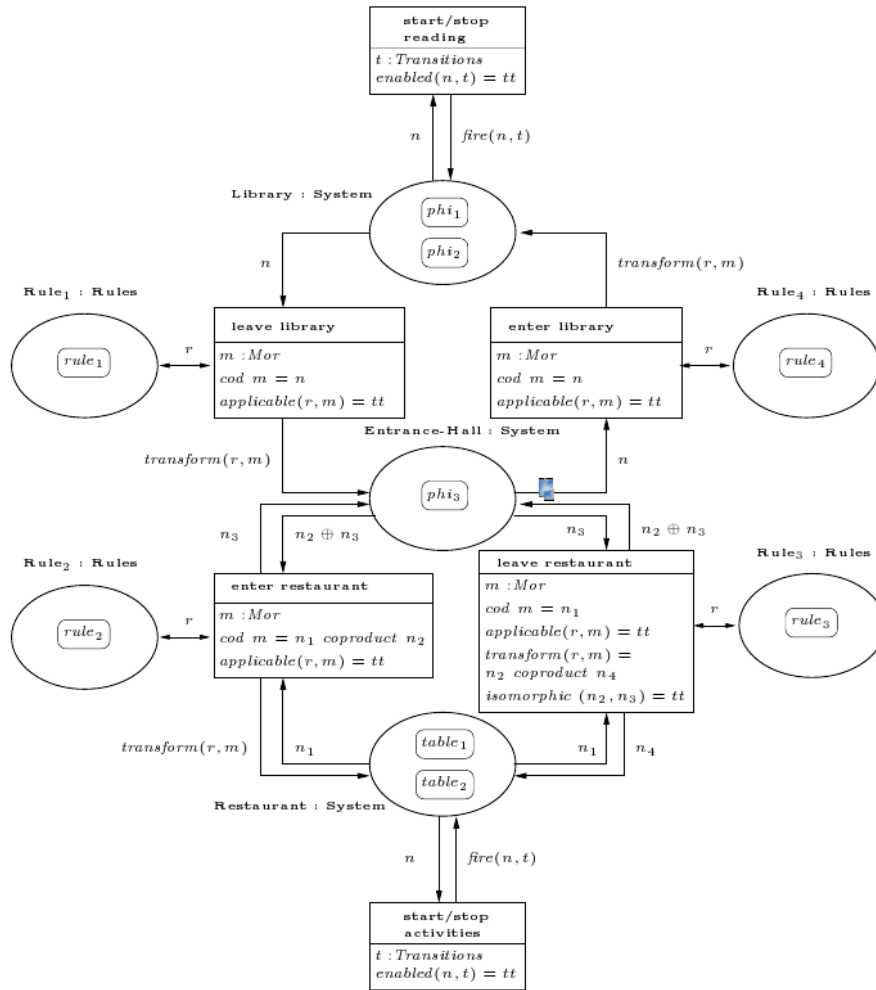 start/stop
reading
t : Transitions
enabled(n, t) = tt
n
fire(n, t)
Library : System
phi₁
phi₂
n
transform(r, m)
Rule₁ : Rules
Rule₄ : Rules
leave library
enter library
rule₁
r
m : Mor
cod m = n
applicable(r, m) = tt
m : Mor
cod m = n
applicable(r, m) = tt
r
rule₄
Entrance-Hall : System
transform(r, m)
n
phi₃
n₃
n₂ ⊕ n₃
n₃
n₂ ⊕ n₃
Rule₂ : Rules
Rule₃ : Rules
enter restaurant
leave restaurant
rule₂
r
m : Mor
cod m = n₁ coproduct n₂
applicable(r, m) = tt
m : Mor
cod m = n₁
applicable(r, m) = tt
transform(r, m) =
n₂ coproduct n₄
isomorphic (n₂, n₃) = tt
r
rule₃
transform(r, m)
n₁
table₁
table₂
n₁
n₄
Restaurant : System
n
fire(n, t)
start/stop
activities
t : Transitions
enabled(n, t) = tt